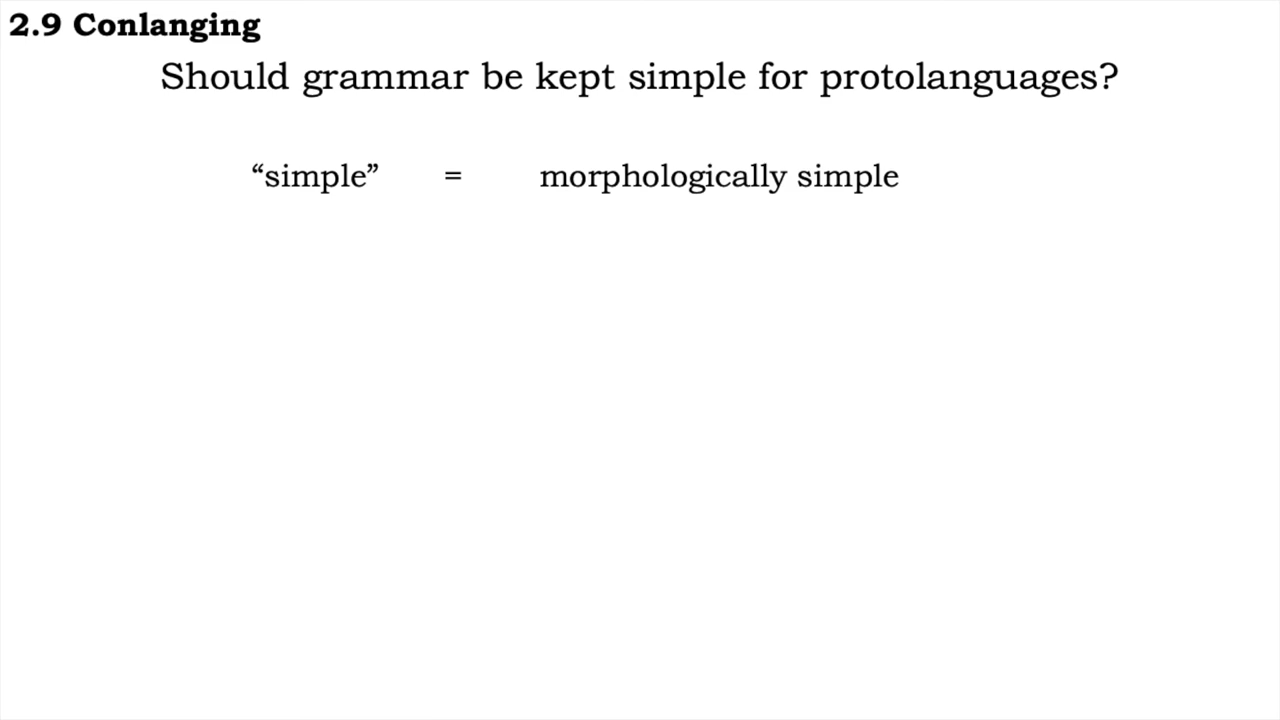 2.9 Conlanging
Should grammar be kept simple for protolanguages?
“simple” = morphologically simple